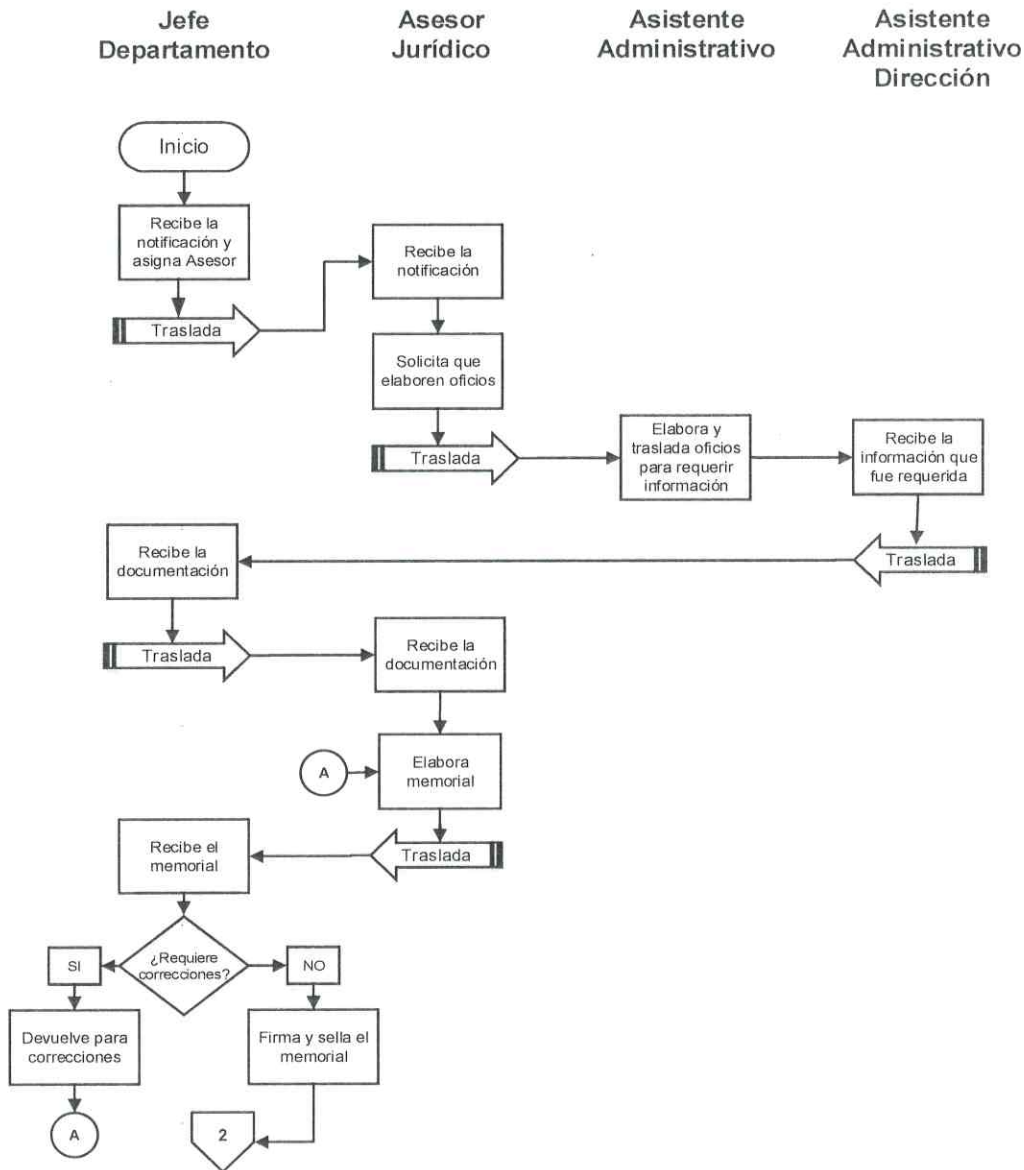 Jefe
Departamento
Asesor
Jurídico
Asistente
Administrativo
Asistente
Administrativo
Dirección
Inicio
Recibe la
notificación y
asigna Asesor
Traslada
Recibe la
notificación
Solicita que
elaboren oficios
Traslada
Elabora y
traslada oficios
para requerir
información
Recibe la
información que
fue requerida
Traslada
Recibe la
documentación
Traslada
Recibe la
documentación
A
Elabora
memorial
Traslada
Recibe el
memorial
¿Requiere
correcciones?
SI
NO
Devuelve para
correcciones
Firma y sella el
memorial
A
2